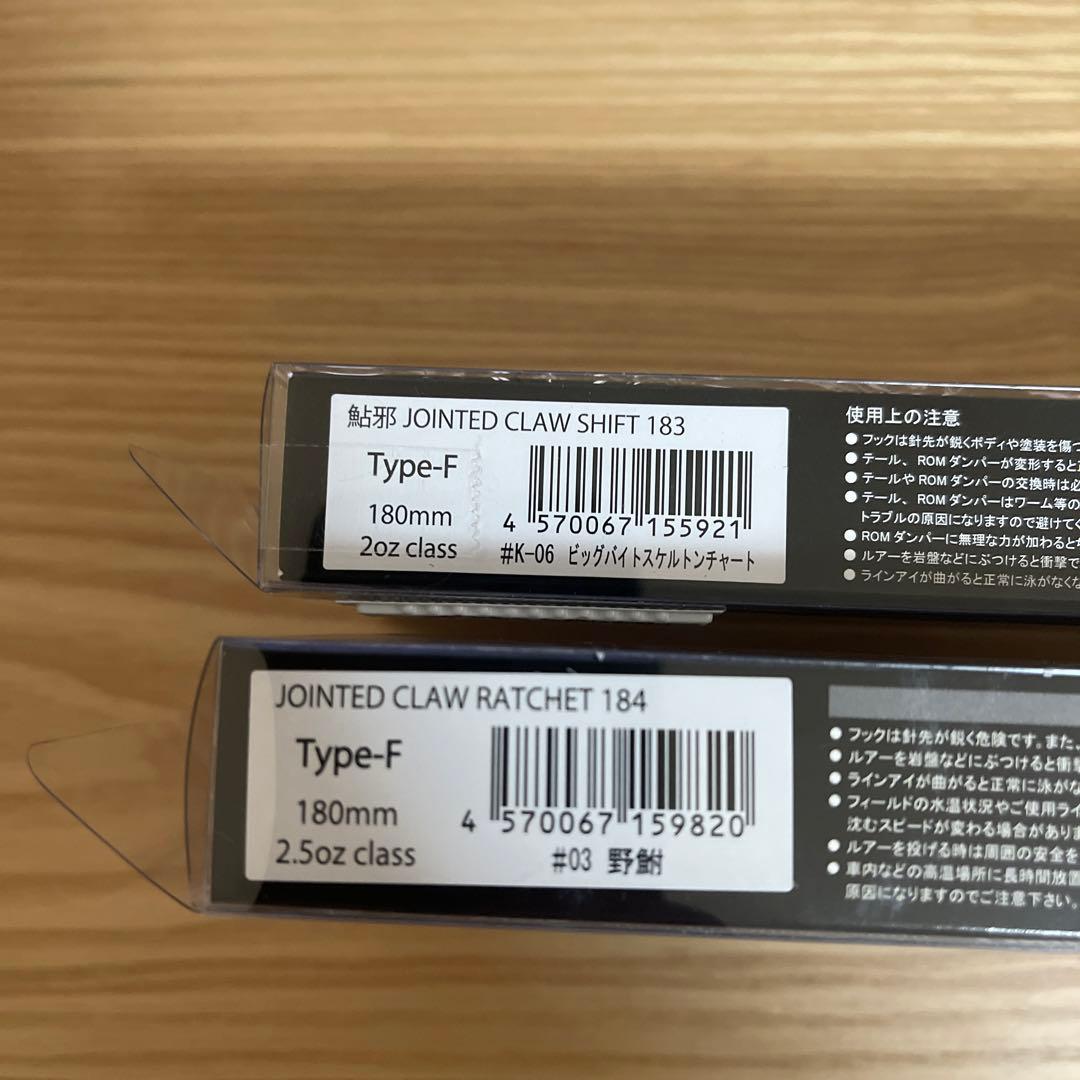 鮎邪 JOINTED CLAW SHIFT 183
Type-F
180mm
2oz class
4 570067 155921
#K-06 ビッグバイトスケルトンチャート
使用上の注意
●フックは針先が鋭くボディや塗装を傷つ
●テール、ROMダンパーが変形すると
●テールやROMダンパーの交換時は必
●テール、ROMダンパーはワーム等の
トラブルの原因になりますので避けてく
●ROMダンパーに無理な力が加わると
●ルアーを岩盤などにぶつけると衝撃で
●ラインアイが曲がると正常に泳がなくな
JOINTED CLAW RATCHET 184
Type-F
180mm
2.5oz class
4 570067 159820
#03 野鮒
●フックは針先が鋭く危険です。また、
●ルアーを岩盤などにぶつけると衝撃
●ラインアイが曲がると正常に泳がな
●フィールドの水温状況やご使用ライ
沈むスピードが変わる場合があります
●ルアーを投げる時は周囲の安全を
●車内などの高温場所に長時間放置
原因になりますのでご注意下さい。